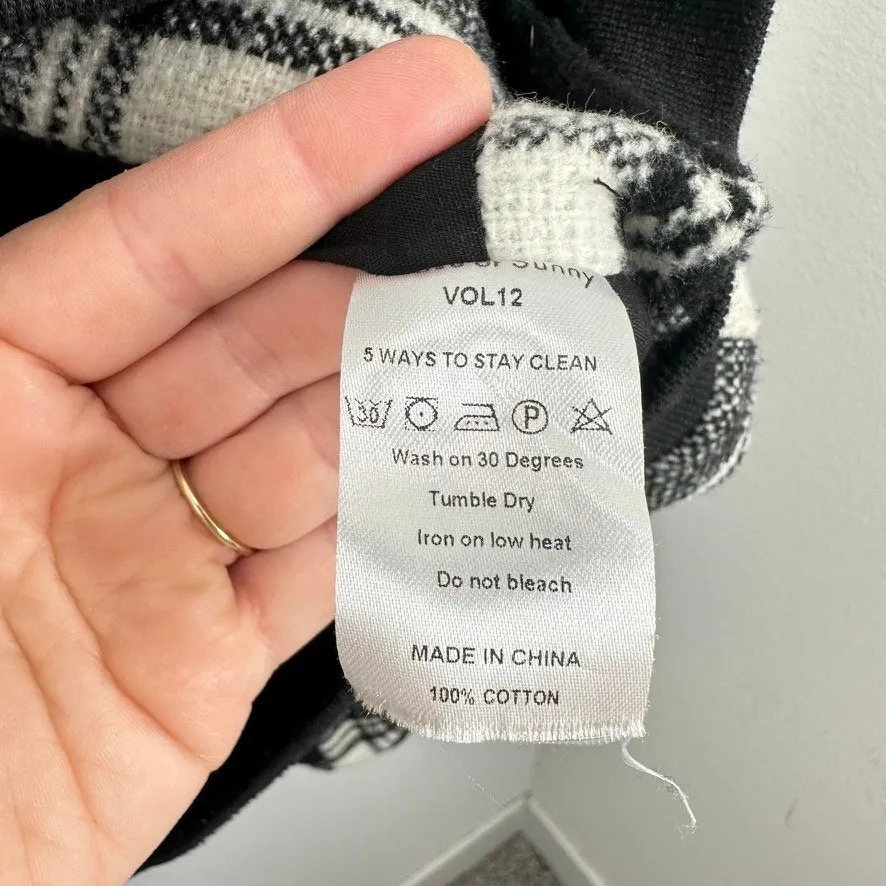 Sunny
VOL12
5 WAYS TO STAY CLEAN
30 P
Wash on 30 Degrees
Tumble Dry
Iron on low heat
Do not bleach
MADE IN CHINA
100% COTTON